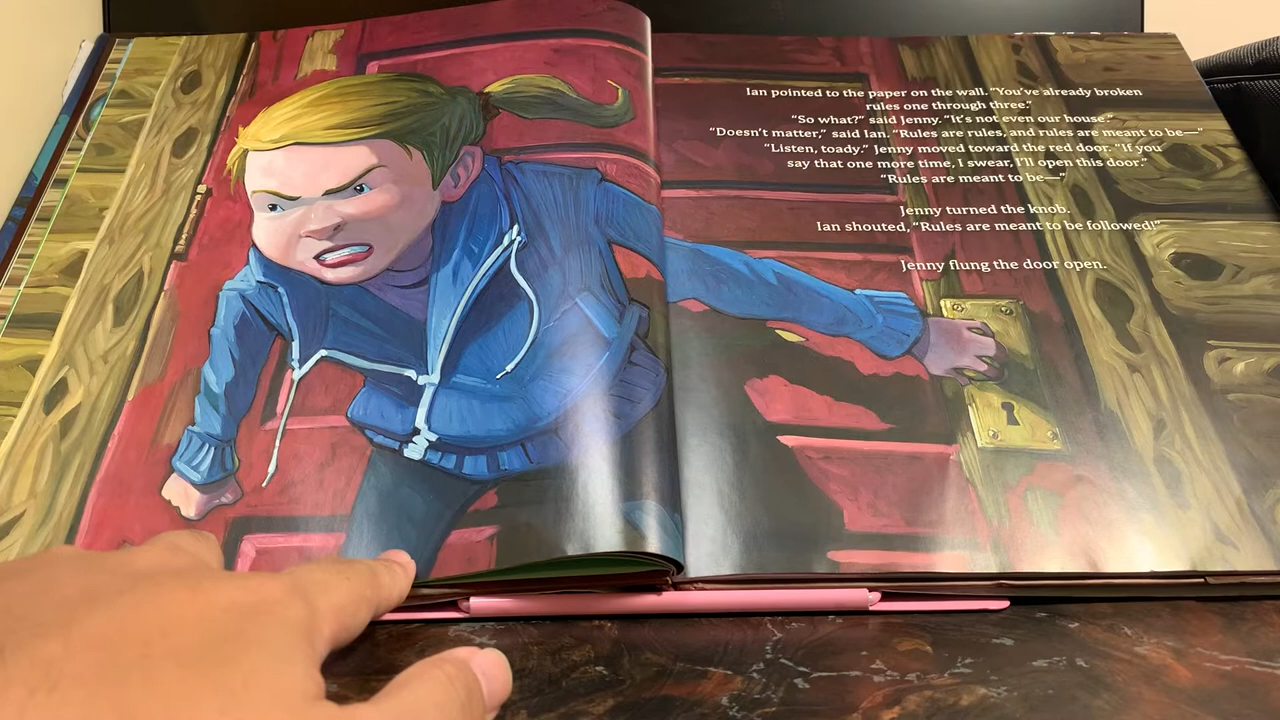 Ian pointed to the paper on the wall. "You've already broken
rules one through three."
"So what?" said Jenny. "It's not even our house."
"Doesn't matter," said Ian. "Rules are rules, and rules are meant to be—"
"Listen, toady." Jenny moved toward the red door. "If you
say that one more time, I swear, I'll open this door."
"Rules are meant to be—"
Jenny turned the knob.
Ian shouted, "Rules are meant to be followed!"
Jenny flung the door open.